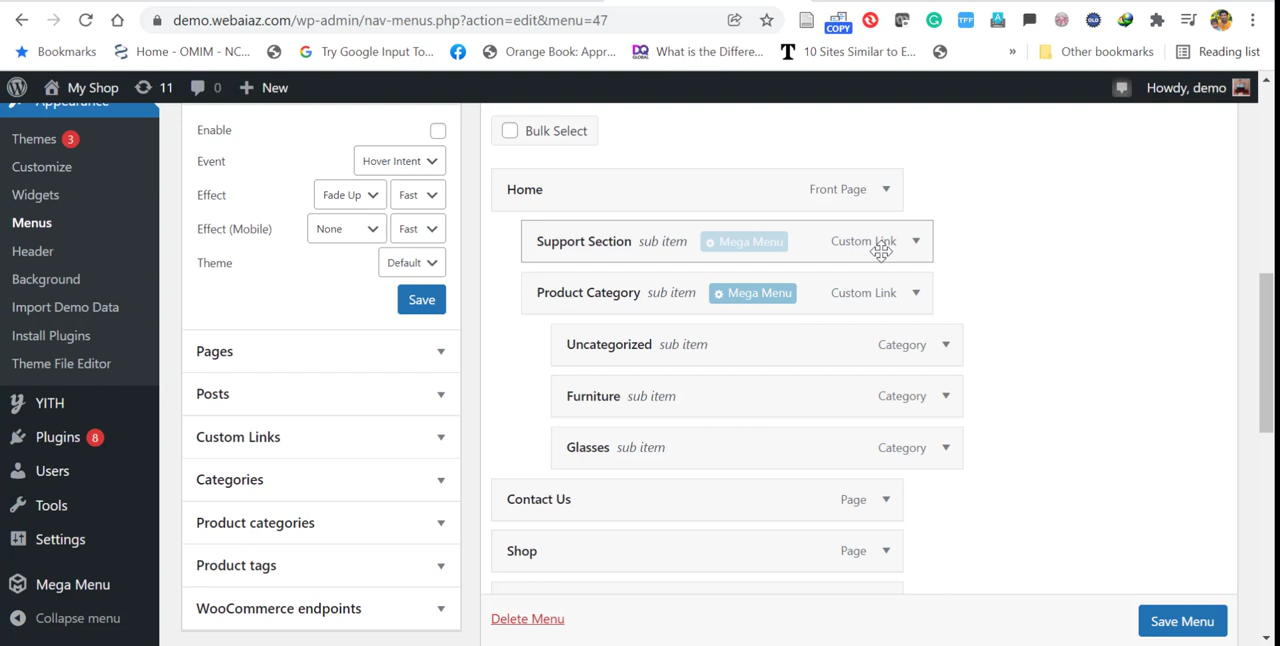 demo.webaiaz.com/wp-admin/nav-menus.php?action=edit&menu=47
COPY
TFF
OLD
Bookmarks
Home - OMIM - NC...
Try Google Input To...
Orange Book: Appr...
DQ GLOBAL
What is the Differe...
10 Sites Similar to E...
»
Other bookmarks
Reading list
My Shop
11
0
New
Howdy, demo
Appearance
Themes 3
Customize
Widgets
Menus
Header
Background
Import Demo Data
Install Plugins
Theme File Editor
YITH
Plugins 8
Users
Tools
Settings
Mega Menu
Collapse menu
Enable
Event Hover Intent
Effect Fade Up Fast
Effect (Mobile) None Fast
Theme Default
Save
Pages
Posts
Custom Links
Categories
Product categories
Product tags
WooCommerce endpoints
Bulk Select
Home Front Page
Support Section sub item Mega Menu Custom Link
Product Category sub item Mega Menu Custom Link
Uncategorized sub item Category
Furniture sub item Category
Glasses sub item Category
Contact Us Page
Shop Page
Delete Menu
Save Menu